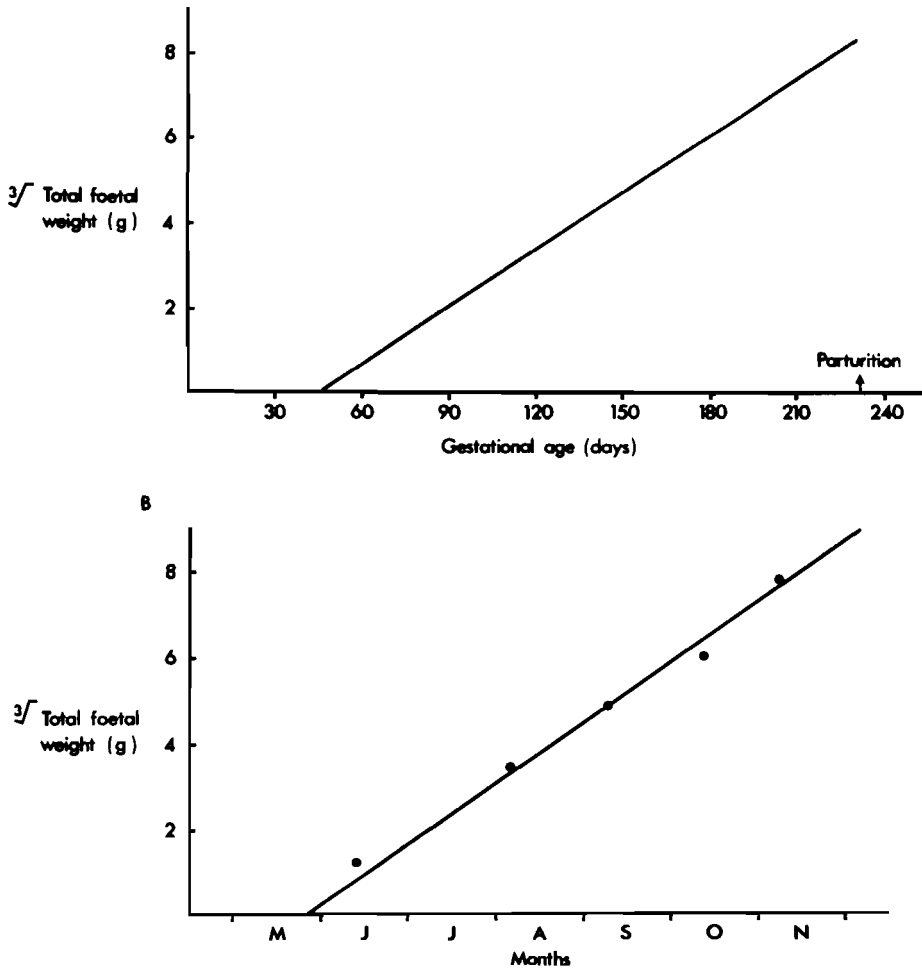 8
6
∛ Total foetal
weight (g)
4
2
Parturition
30 60 90 120 150 180 210 240
Gestational age (days)
B
8
6
∛ Total foetal
weight (g)
4
2
M J J A S O N
Months